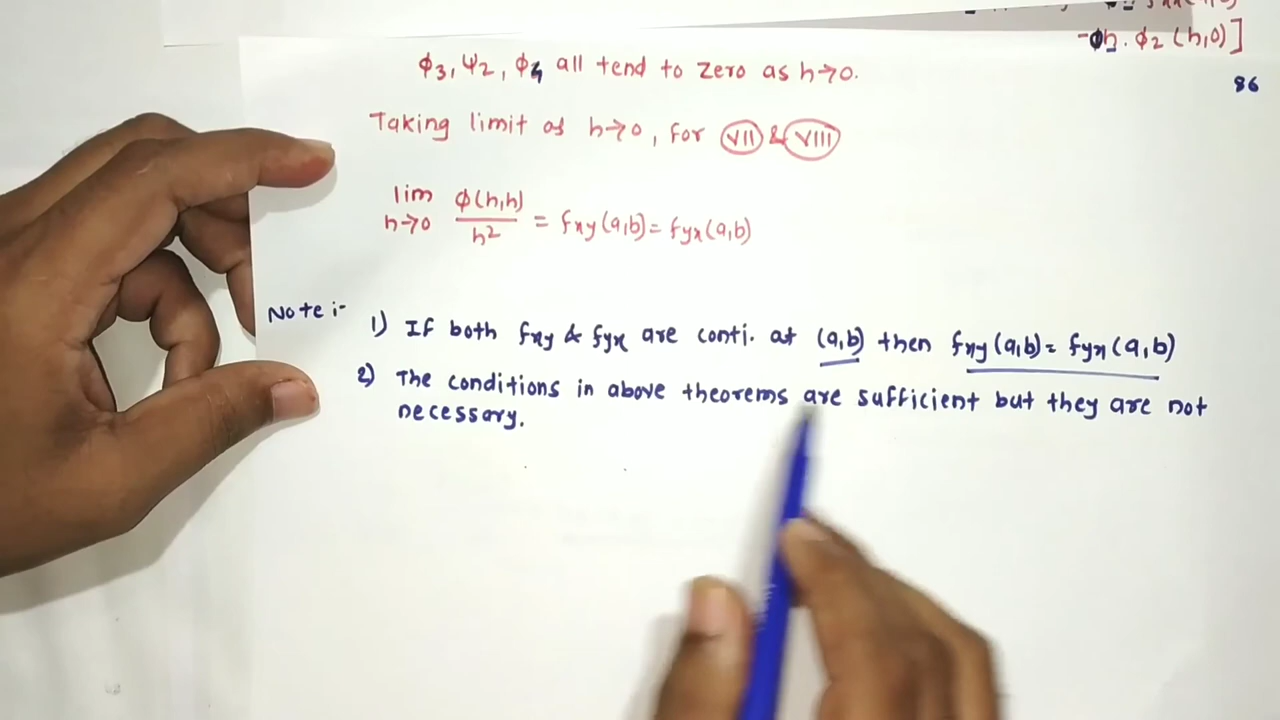 -φh. φ2 (h,0)]
86
φ3, Ψ2, φ4 all tend to zero as h→0.
Taking limit as h→0, for VII & VIII
lim h→0 φ(h,h)/h² = fxy(a,b) = fyx(a,b)
Note :- 1) If both fxy & fyx are conti. at (a,b) then fxy(a,b) = fyx(a,b)
2) The conditions in above theorems are sufficient but they are not
necessary.